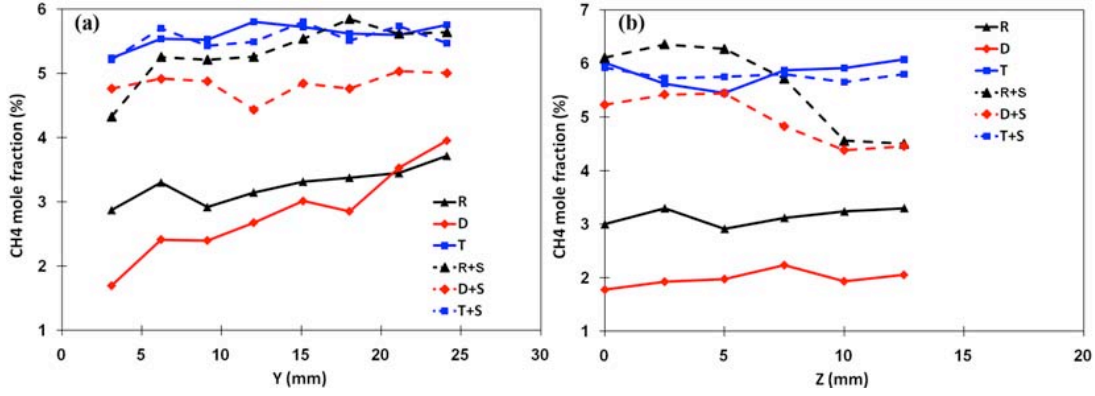 (a)
CH4 mole fraction (%)
6
5
4
3
2
1
0 5 10 15 20 25 30
Y (mm)
R
D
T
R+S
D+S
T+S
(b)
CH4 mole fraction (%)
7
6
5
4
3
2
1
0 5 10 15 20
Z (mm)
R
D
T
R+S
D+S
T+S